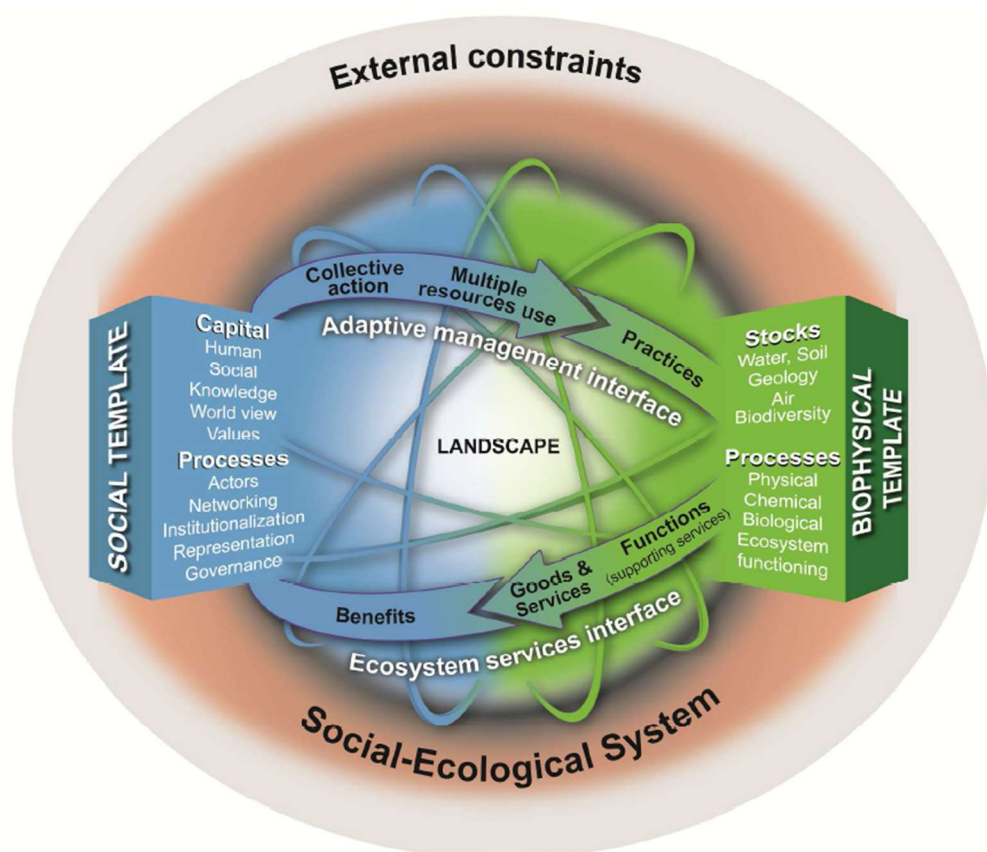 External constraints
Collective
action
Multiple
resources use
Practices
Adaptive management interface
SOCIAL TEMPLATE
Capital
Human
Social
Knowledge
World view
Values
Processes
Actors
Networking
Institutionalization
Representation
Governance
LANDSCAPE
Stocks
Water, Soil
Geology
Air
Biodiversity
Processes
Physical
Chemical
Biological
Ecosystem
functioning
BIOPHYSICAL
TEMPLATE
Functions
(supporting services)
Goods &
Services
Benefits
Ecosystem services interface
Social-Ecological System